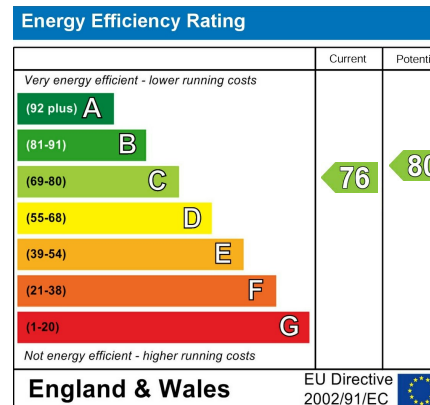 Energy Efficiency Rating
Current Potenti
Very energy efficient - lower running costs
(92 plus) A
(81-91) B
(69-80) C
76
80
(55-68) D
(39-54) E
(21-38) F
(1-20) G
Not energy efficient - higher running costs
England & Wales
EU Directive
2002/91/EC